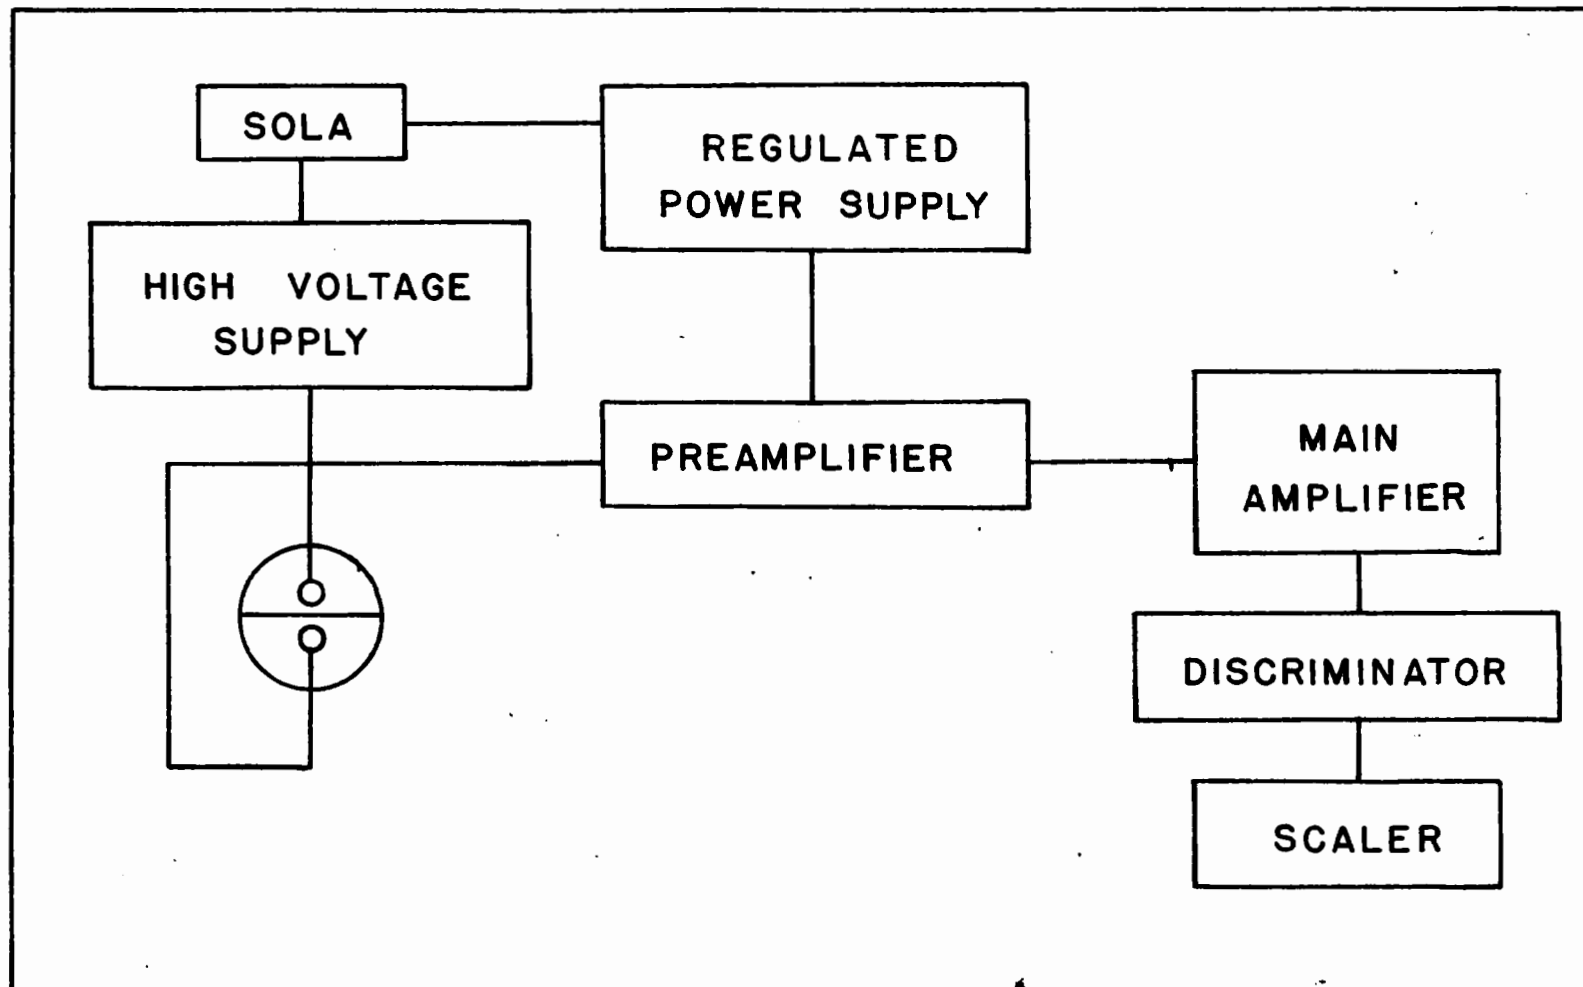 SOLA
REGULATED
POWER SUPPLY
HIGH VOLTAGE
SUPPLY
PREAMPLIFIER
MAIN
AMPLIFIER
DISCRIMINATOR
SCALER